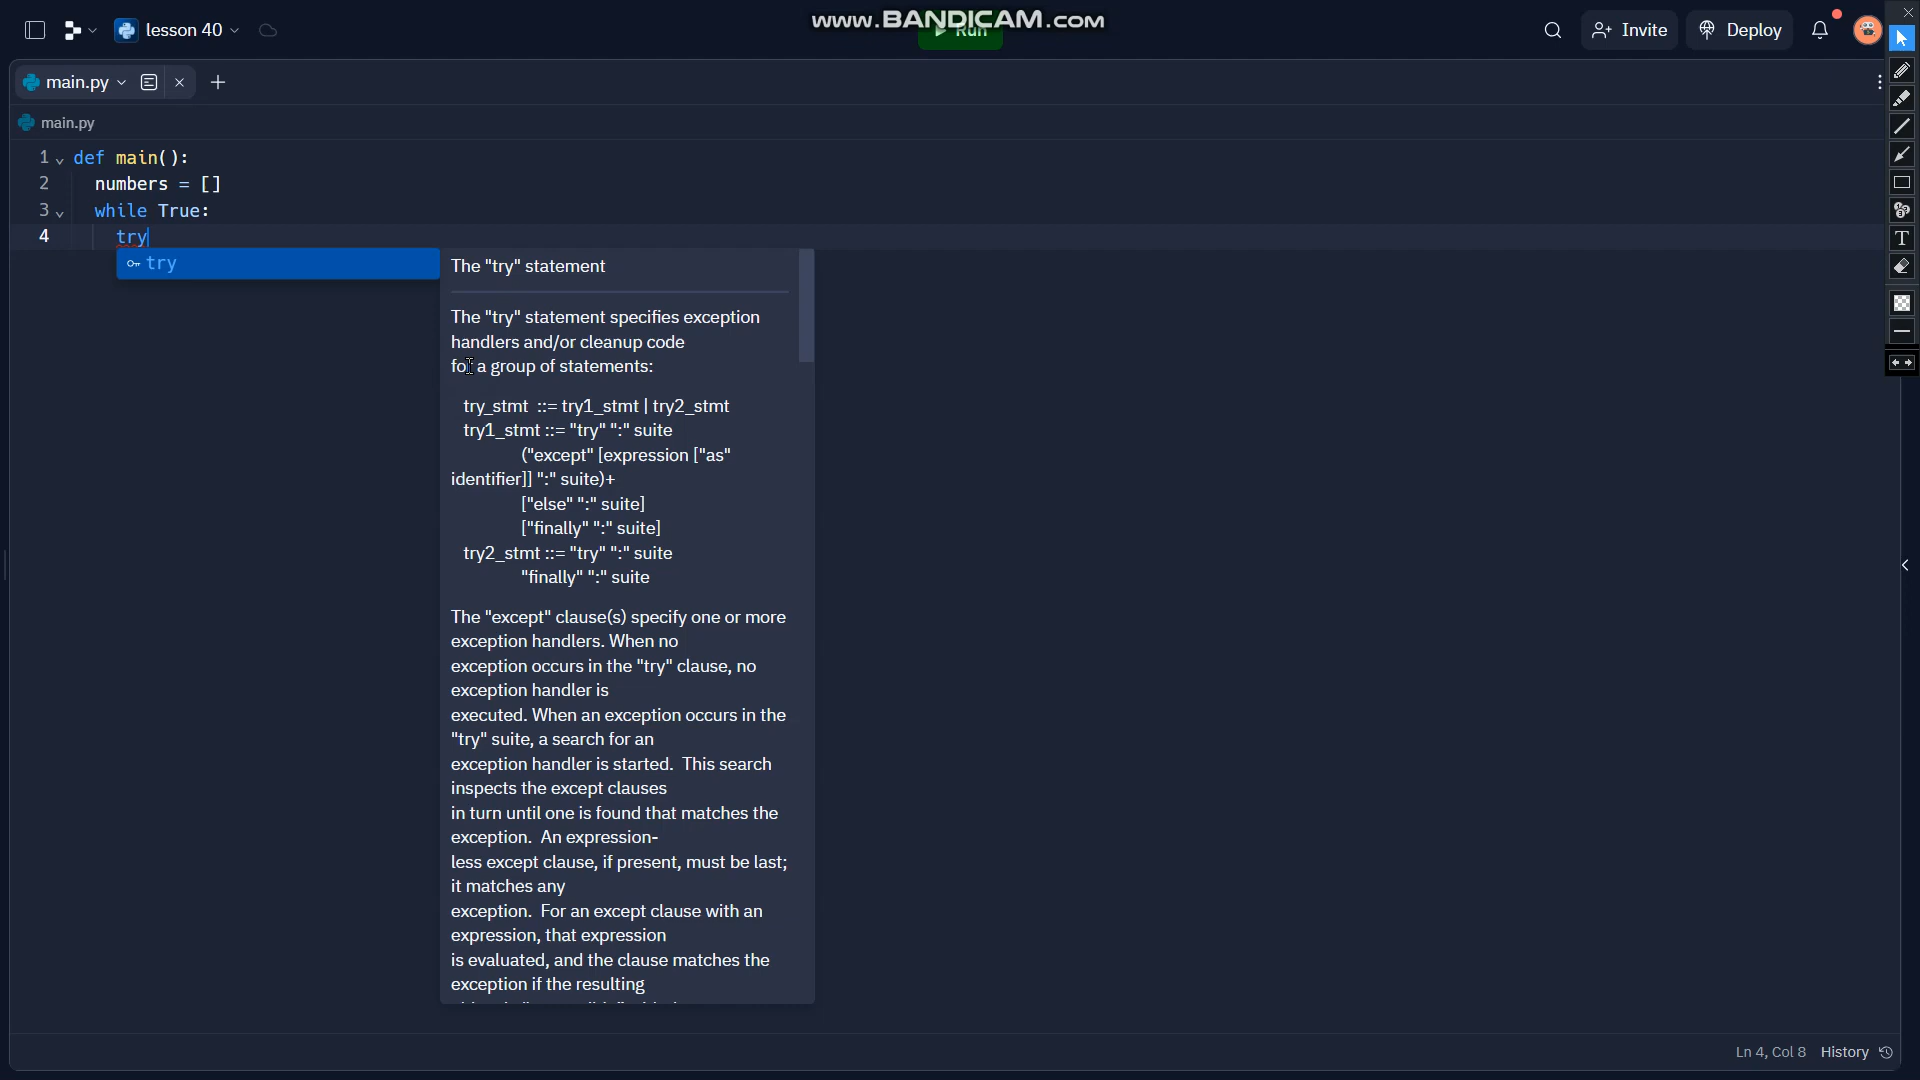 lesson 40
www.BANDICAM.com
Run
Invite
Deploy
main.py
main.py
1 def main():
2 numbers = []
3 while True:
4 try
try
The "try" statement
The "try" statement specifies exception
handlers and/or cleanup code
for a group of statements:
try_stmt ::= try1_stmt | try2_stmt
try1_stmt ::= "try" ":" suite
("except" [expression ["as"
identifier]] ":" suite)+
["else" ":" suite]
["finally" ":" suite]
try2_stmt ::= "try" ":" suite
"finally" ":" suite
The "except" clause(s) specify one or more
exception handlers. When no
exception occurs in the "try" clause, no
exception handler is
executed. When an exception occurs in the
"try" suite, a search for an
exception handler is started.  This search
inspects the except clauses
in turn until one is found that matches the
exception.  An expression-
less except clause, if present, must be last;
it matches any
exception.  For an except clause with an
expression, that expression
is evaluated, and the clause matches the
exception if the resulting
T
Ln 4, Col 8 History